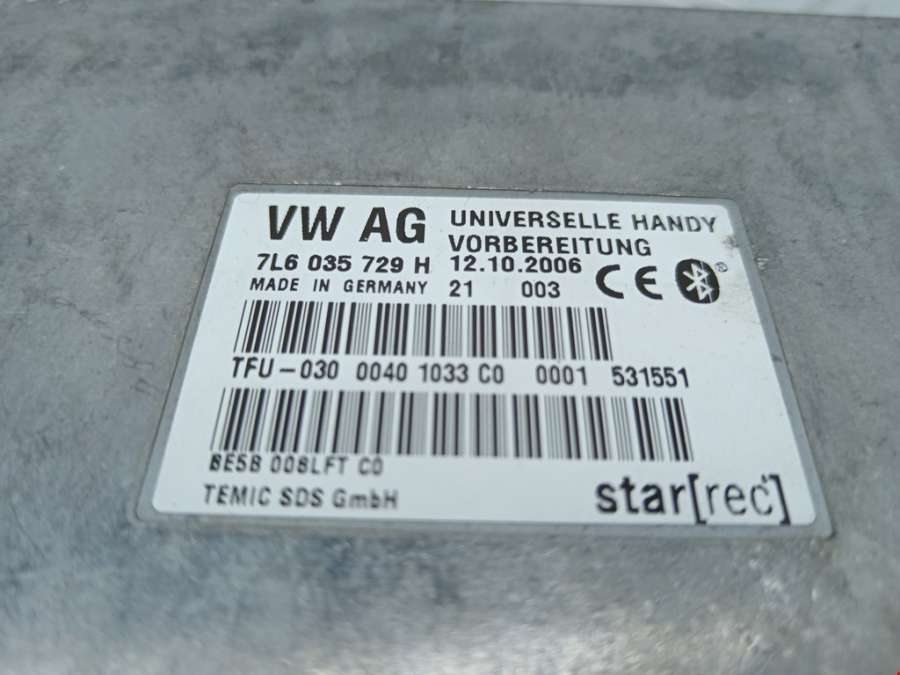 VW AG UNIVERSELLE HANDY
VORBEREITUNG
7L6 035 729 H 12.10.2006
MADE IN GERMANY 21 003 CE ®
TFU-030 0040 1033 C0 0001 531551
BE5B 008LFT C0
TEMIC SDS GmbH star[rec]